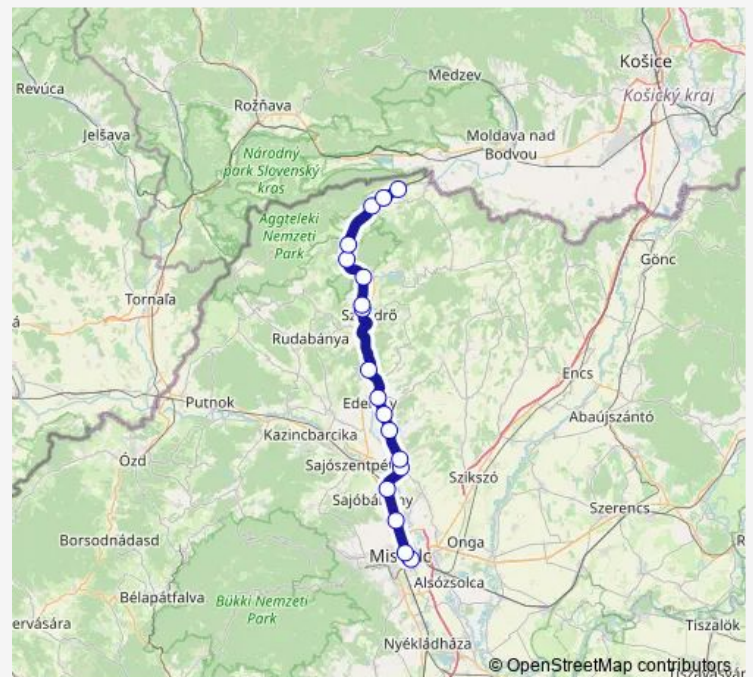 Košice
Revúca
Medzev
Košický kraj
Rožňava
Jelšava
Moldava nad
Bodvou
Národný
park Slovenský
kras
Aggteleki
Nemzeti
Park
Gönc
Tornaľa
Rudabánya
Encs
Putnok
Abaújszántó
Kazincbarcika
Ózd
Szikszó
Szerencs
Borsodnádasd
Onga
Alsózsolca
Bélapátfalva
Bükki Nemzeti
Park
ervására
Tiszalök
Nyékládháza
© OpenStreetMap contributors